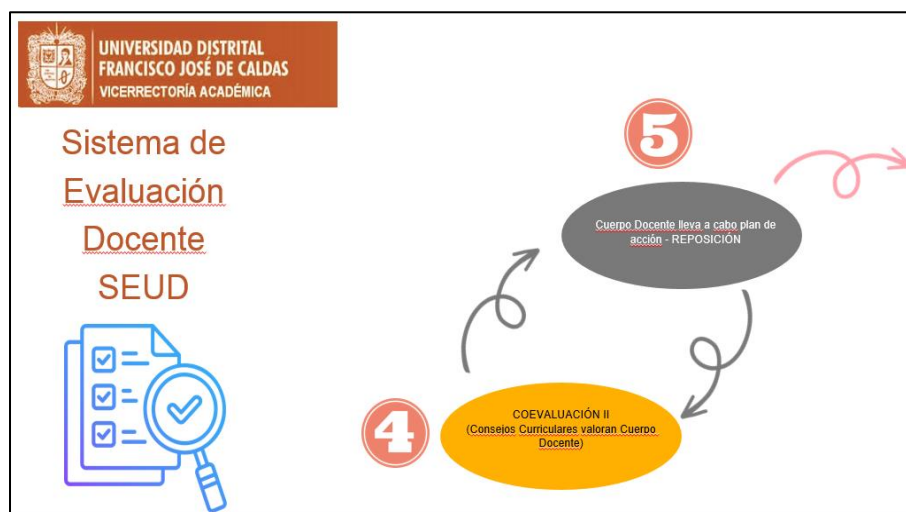 UNIVERSIDAD DISTRITAL
FRANCISCO JOSÉ DE CALDAS
VICERRECTORÍA ACADÉMICA
Sistema de
Evaluación
Docente
SEUD
5
Cuerpo Docente lleva a cabo plan de
acción - REPOSICIÓN
4
COEVALUACIÓN II
(Consejos Curriculares valoran Cuerpo
Docente)